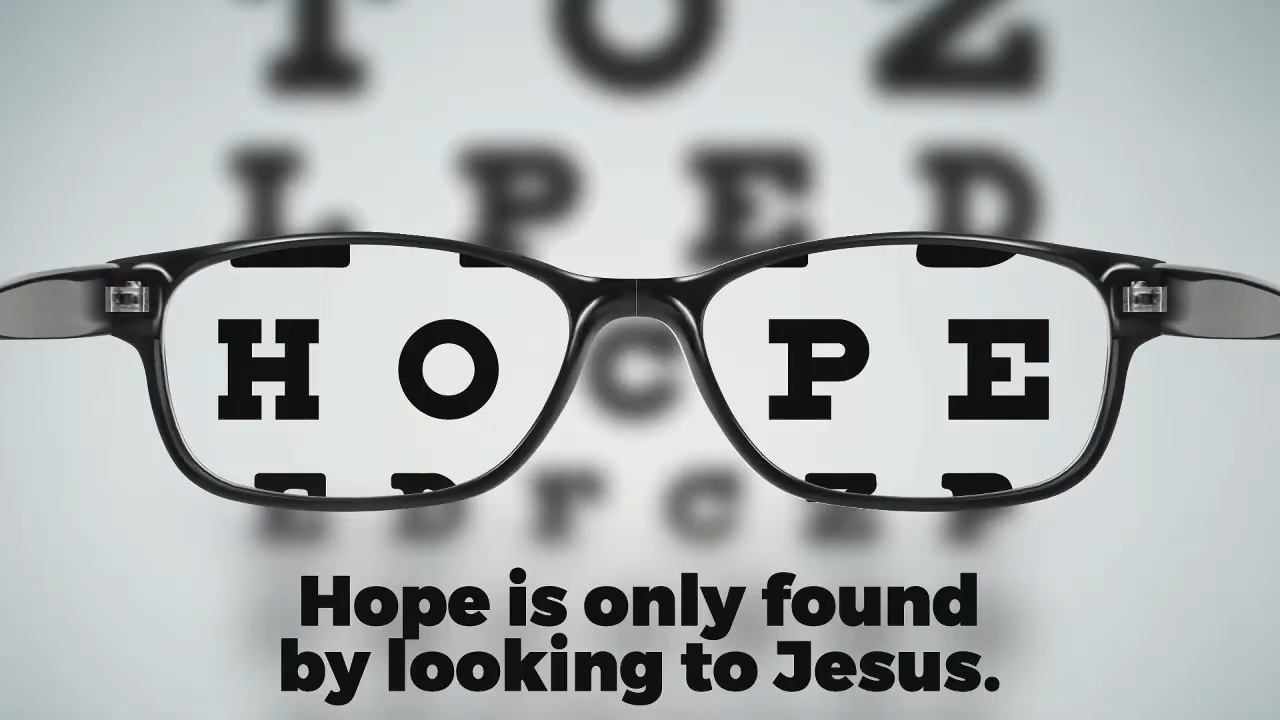 T O Z
L P E D
H O C P E
E D F C Z P
Hope is only found
by looking to Jesus.